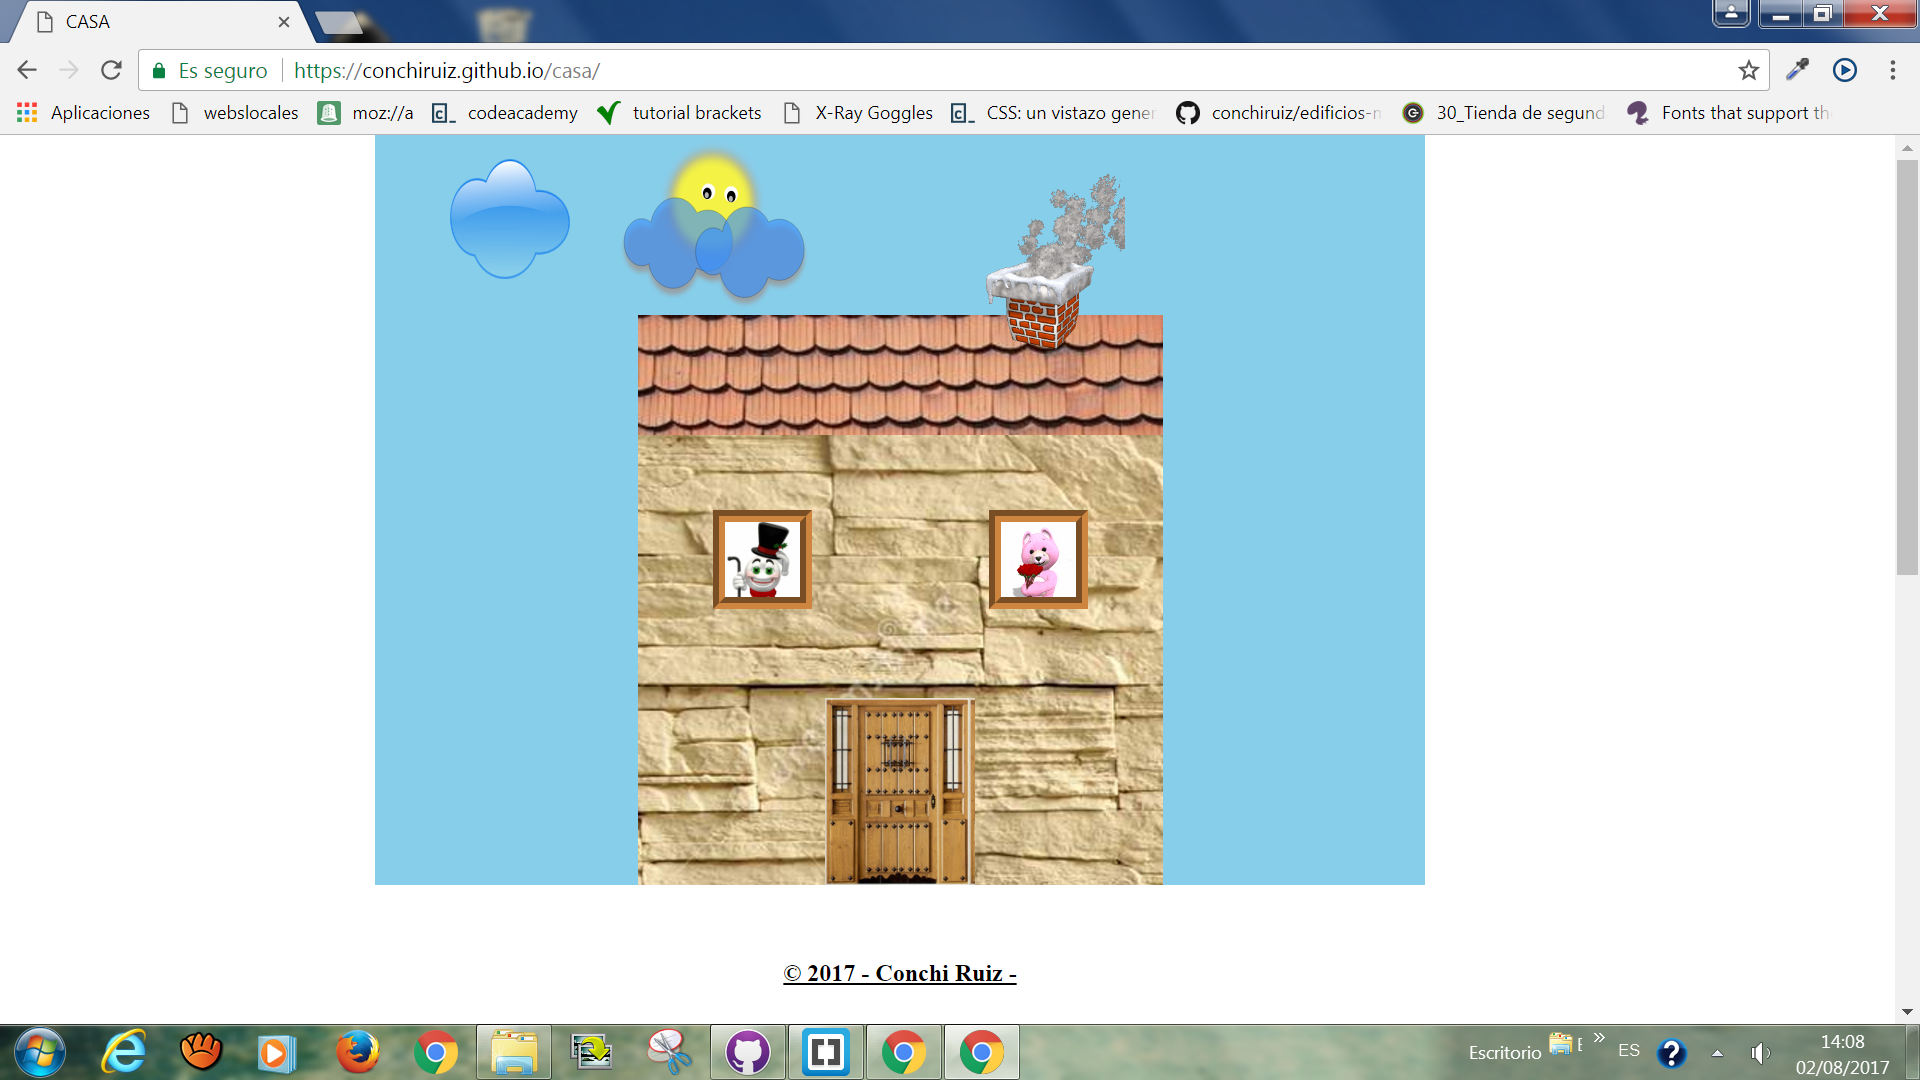 CASA
Es seguro https://conchiruiz.github.io/casa/
Aplicaciones webslocales moz://a codeacademy tutorial brackets X-Ray Goggles CSS: un vistazo gener conchiruiz/edificios-r 30_Tienda de segund Fonts that support th
© 2017 - Conchi Ruiz -
Escritorio E » ES 14:08
02/08/2017